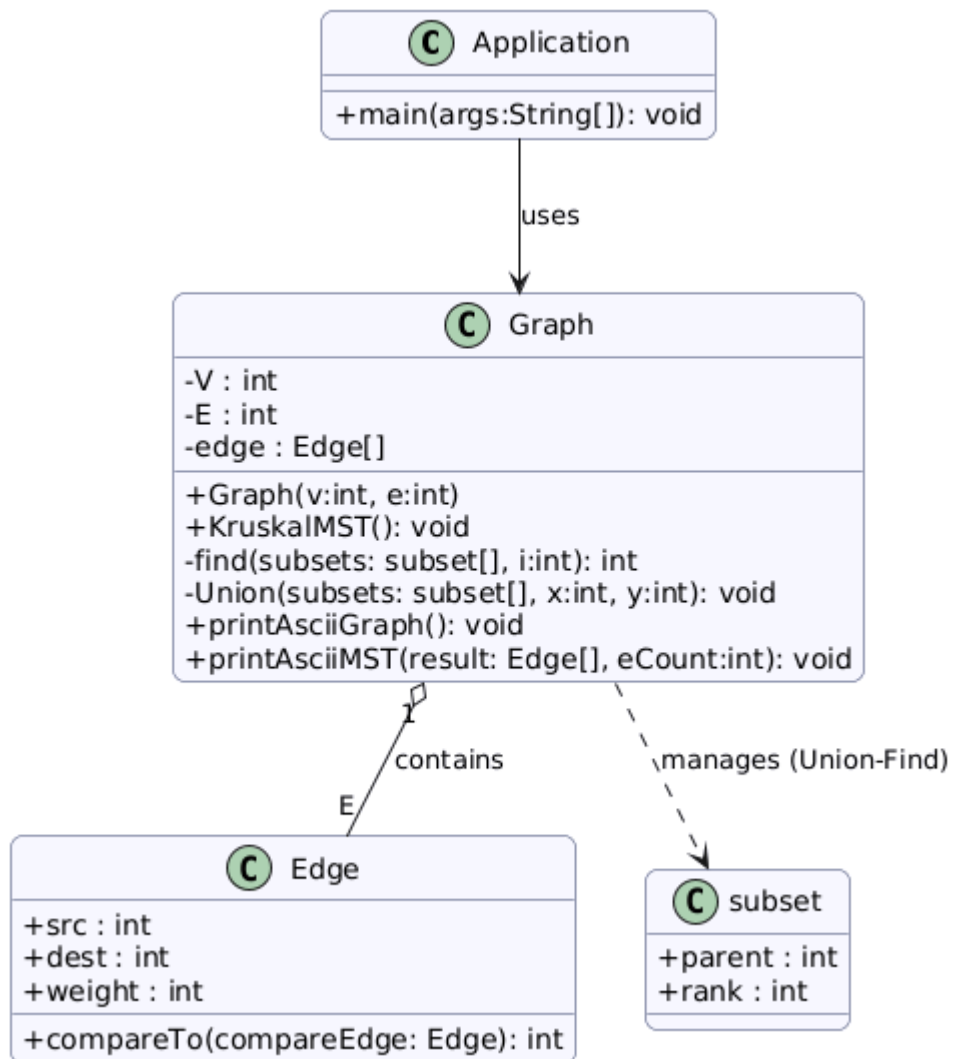 C Application
+main(args:String[]): void
uses
C Graph
-V : int
-E : int
-edge : Edge[]
+Graph(v:int, e:int)
+KruskalMST(): void
-find(subsets: subset[], i:int): int
-Union(subsets: subset[], x:int, y:int): void
+printAsciiGraph(): void
+printAsciiMST(result: Edge[], eCount:int): void
1
contains
manages (Union-Find)
E
C Edge
+src : int
+dest : int
+weight : int
+compareTo(compareEdge: Edge): int
C subset
+parent : int
+rank : int